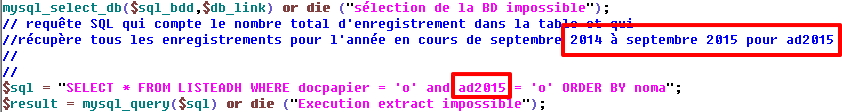 mysql_select_db($sql_bdd,$db_link) or die ("sélection de la BD impossible");
// requête SQL qui compte le nombre total d'enregistrement dans la table et qui
//récupère tous les enregistrements pour l'année en cours de septembre 2014 à septembre 2015 pour ad2015
//
//
$sql = "SELECT * FROM LISTEADH WHERE docpapier = 'o' and ad2015 = 'o' ORDER BY noma";
$result = mysql_query($sql) or die ("Execution extract impossible");